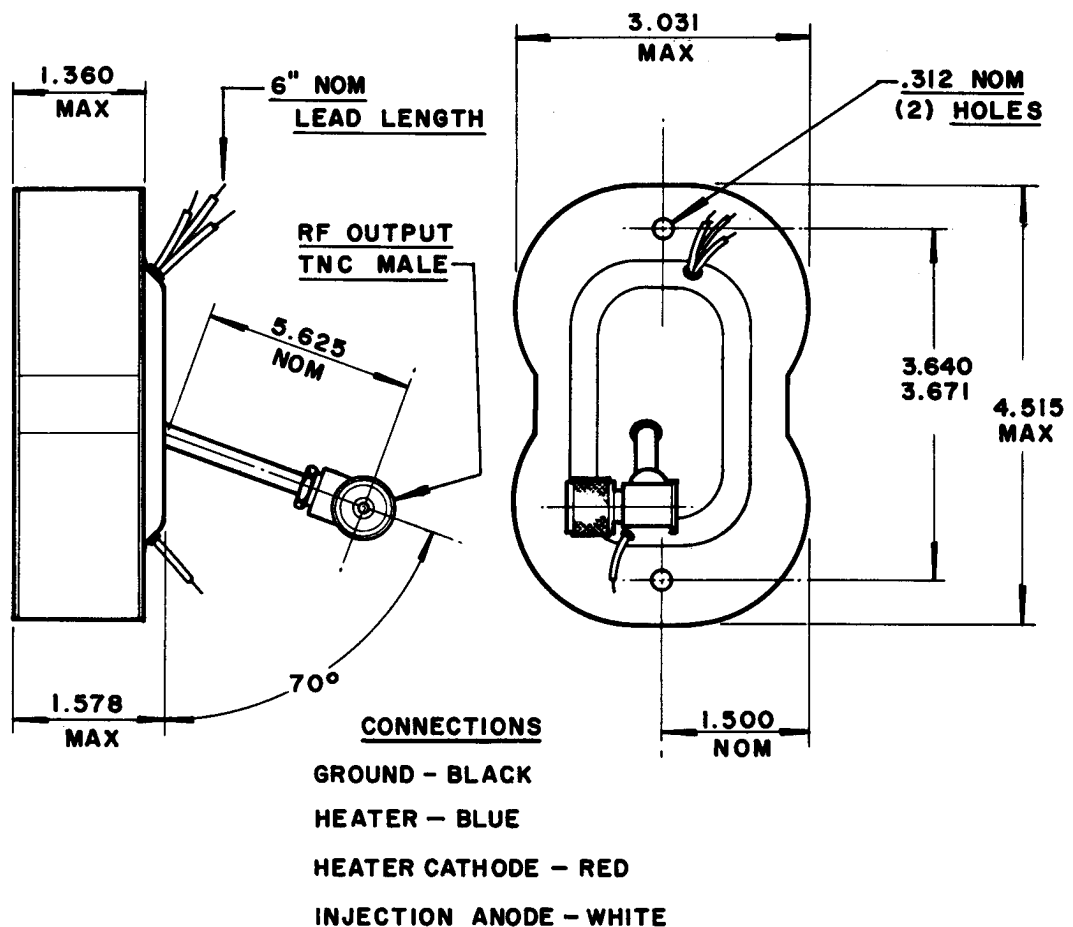 3.031
MAX
1.360
MAX
6" NOM
LEAD LENGTH
.312 NOM
(2) HOLES
RF OUTPUT
TNC MALE
5.625
NOM
3.640
3.671
4.515
MAX
70°
1.578
MAX
1.500
NOM
CONNECTIONS
GROUND – BLACK
HEATER – BLUE
HEATER CATHODE – RED
INJECTION ANODE – WHITE